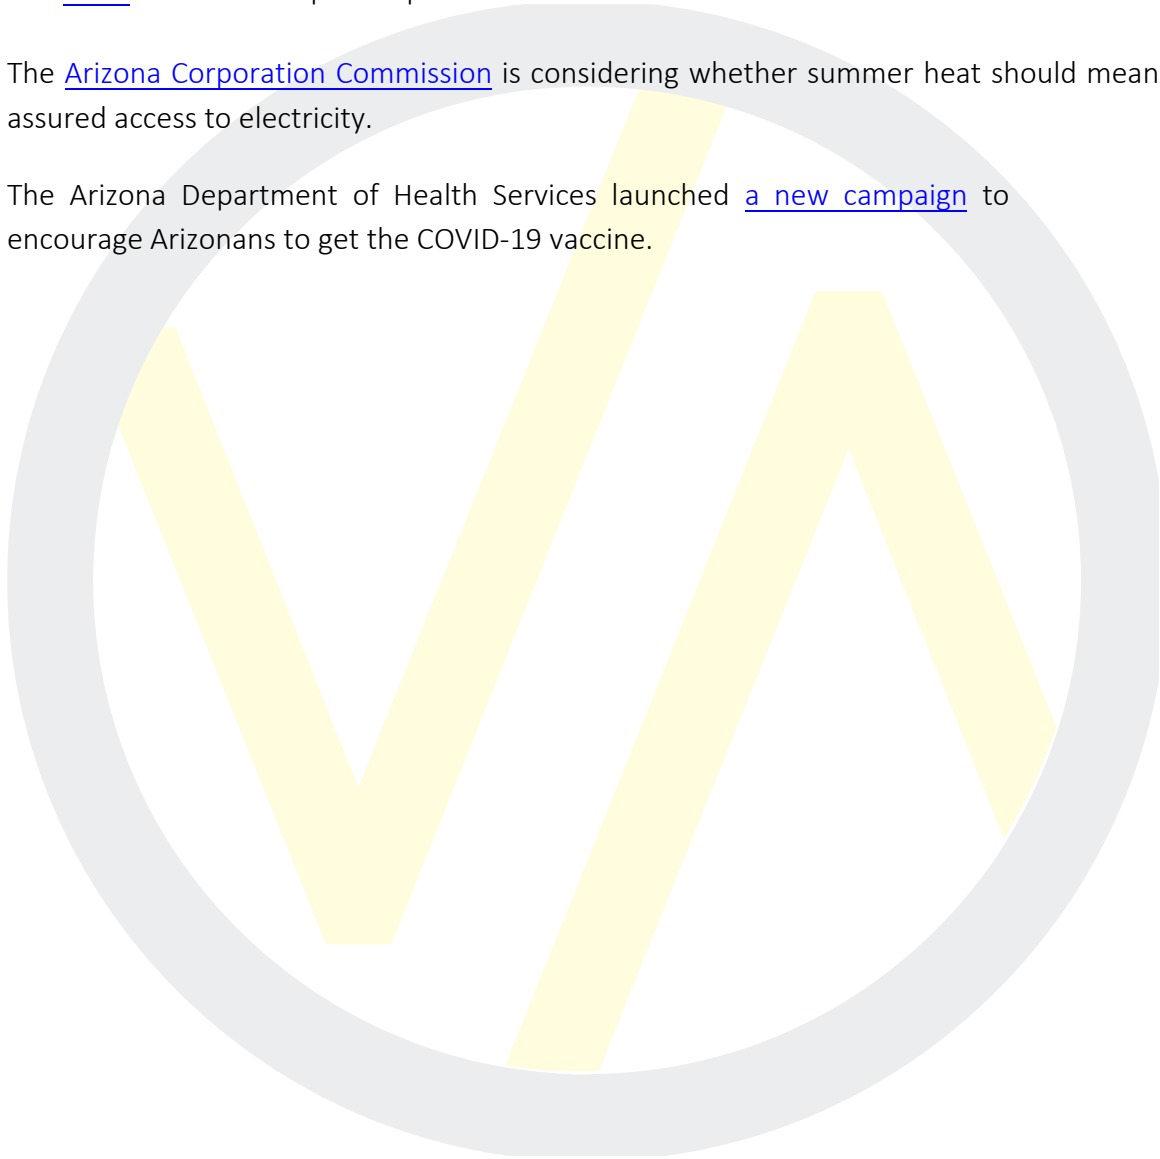 The Arizona Corporation Commission is considering whether summer heat should mean
assured access to electricity.
The Arizona Department of Health Services launched a new campaign to
encourage Arizonans to get the COVID-19 vaccine.